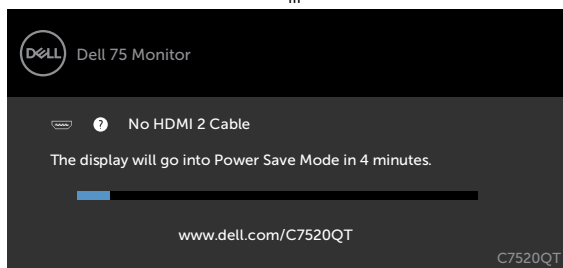 DELL
Dell 75 Monitor
? No HDMI 2 Cable
The display will go into Power Save Mode in 4 minutes.
www.dell.com/C7520QT
C7520QT